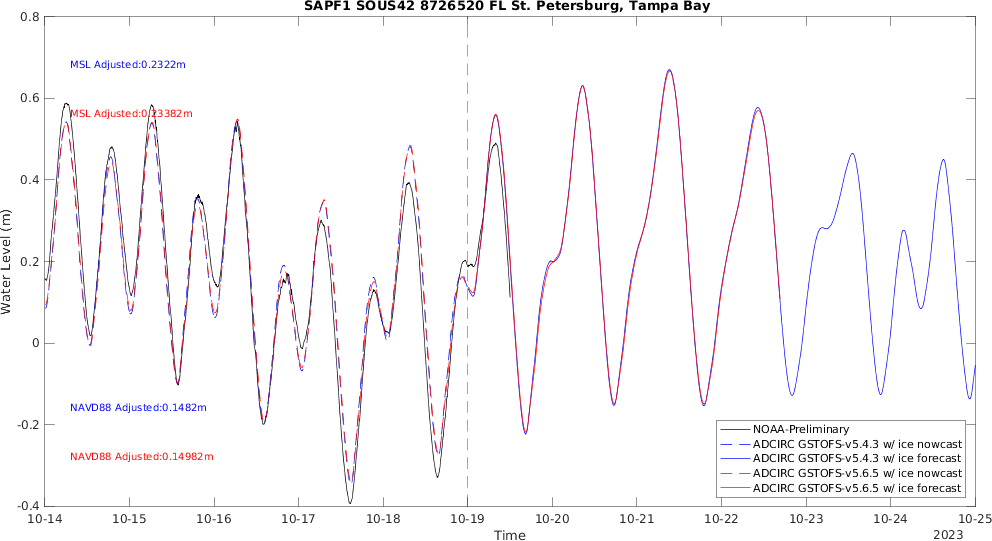 SAPF1 SOUS42 8726520 FL St. Petersburg, Tampa Bay
0.8
MSL Adjusted:0.2322m
0.6
MSL Adjusted:0.23382m
0.4
Water Level (m)
0.2
0
NAVD88 Adjusted:0.1482m
-0.2
NAVD88 Adjusted:0.14982m
-0.4
NOAA-Preliminary
ADCIRC GSTOFS-v5.4.3 w/ ice nowcast
ADCIRC GSTOFS-v5.4.3 w/ ice forecast
ADCIRC GSTOFS-v5.6.5 w/ ice nowcast
ADCIRC GSTOFS-v5.6.5 w/ ice forecast
10-14 10-15 10-16 10-17 10-18 10-19 10-20 10-21 10-22 10-23 10-24 10-25
Time
2023